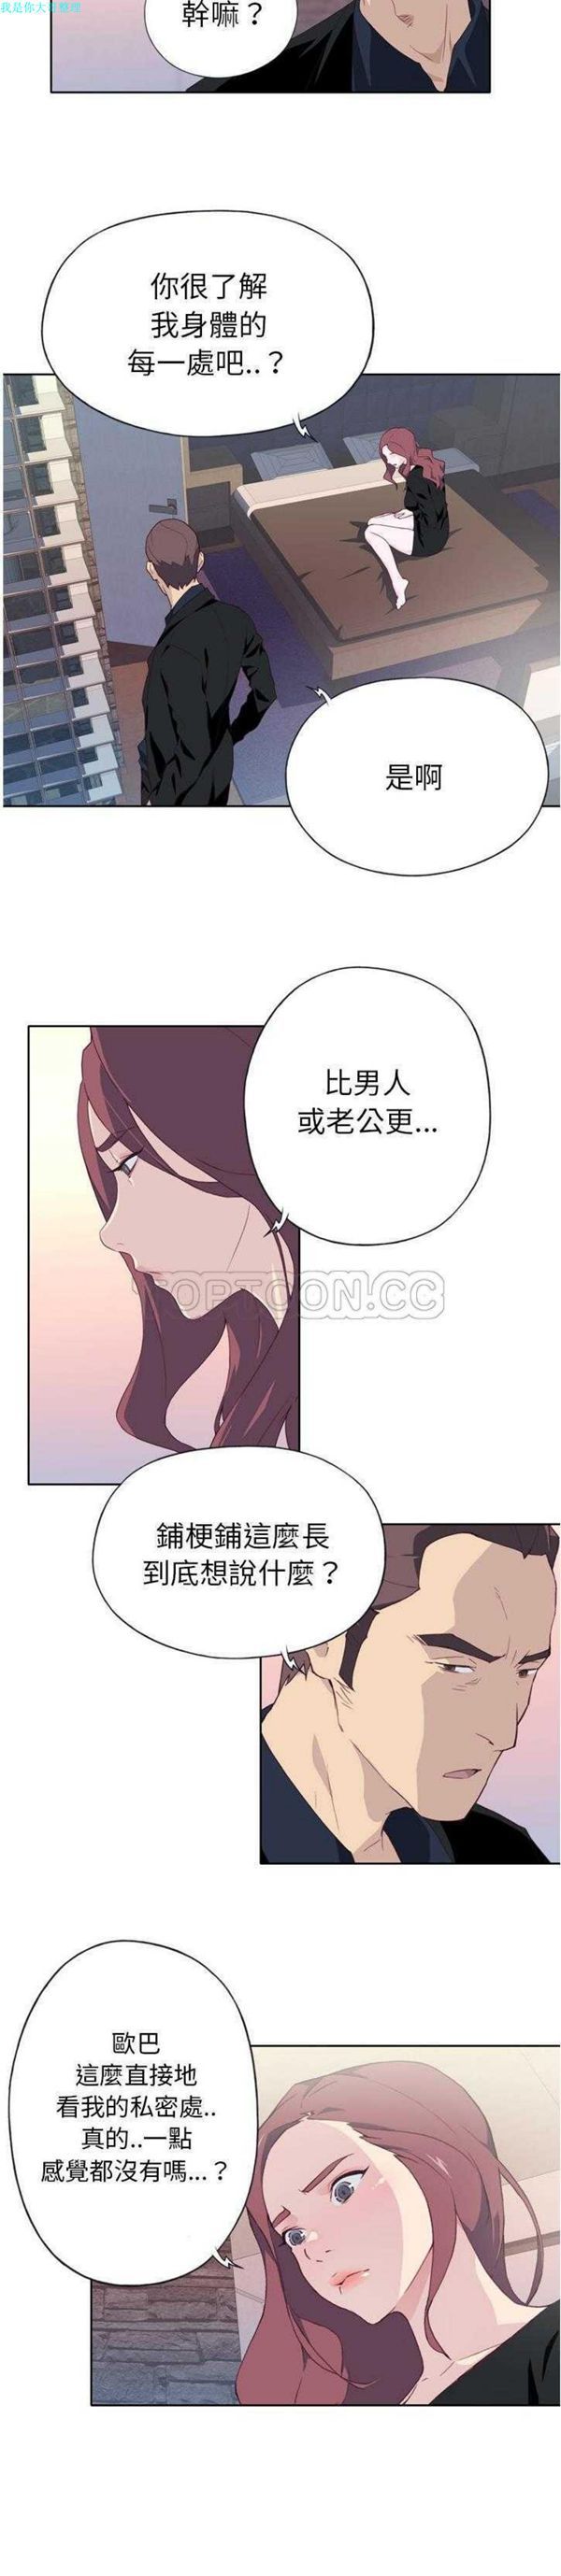 我是你大哥整理
幹嘛？
你很了解
我身體的
每一處吧..？
是啊
比男人
或老公更...
TOPTOON.CC
鋪梗鋪這麼長
到底想說什麼？
歐巴
這麼直接地
看我的私密處..
真的..一點
感覺都沒有嗎...？